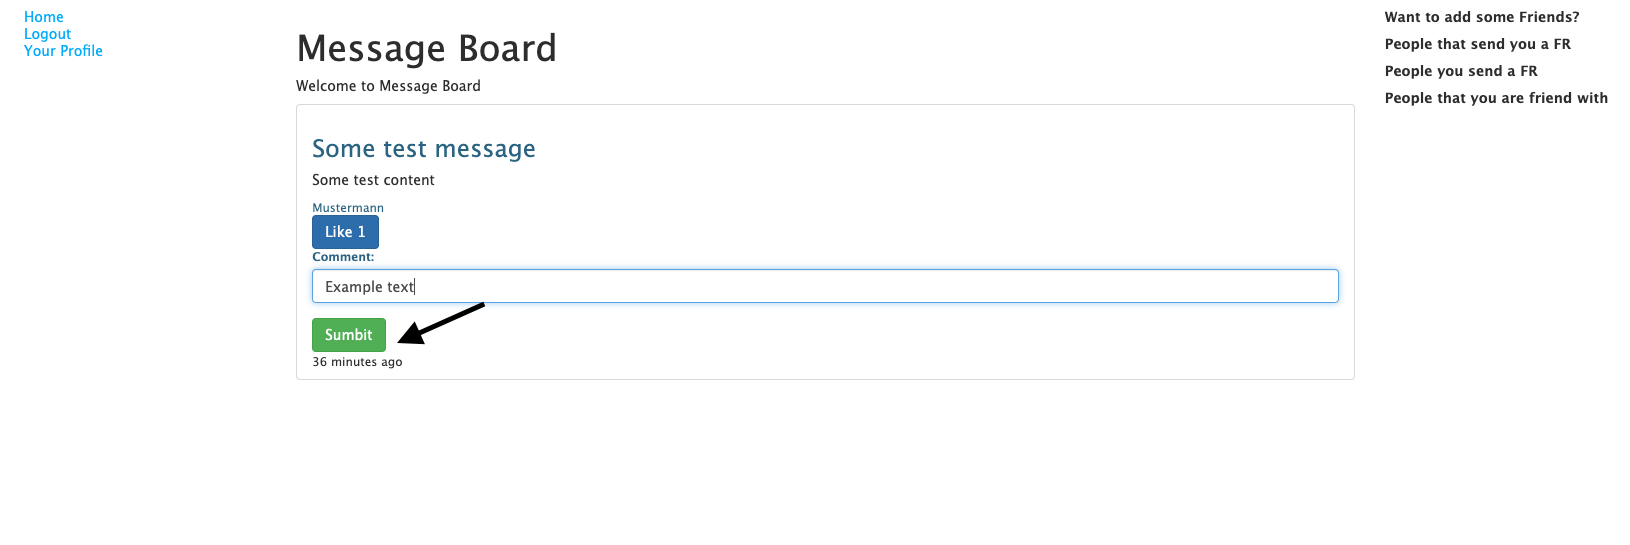 Home
Logout
Your Profile
Message Board
Welcome to Message Board
Some test message
Some test content
Mustermann
Like 1
Comment:
Example text
Sumbit
36 minutes ago
Want to add some Friends?
People that send you a FR
People you send a FR
People that you are friend with